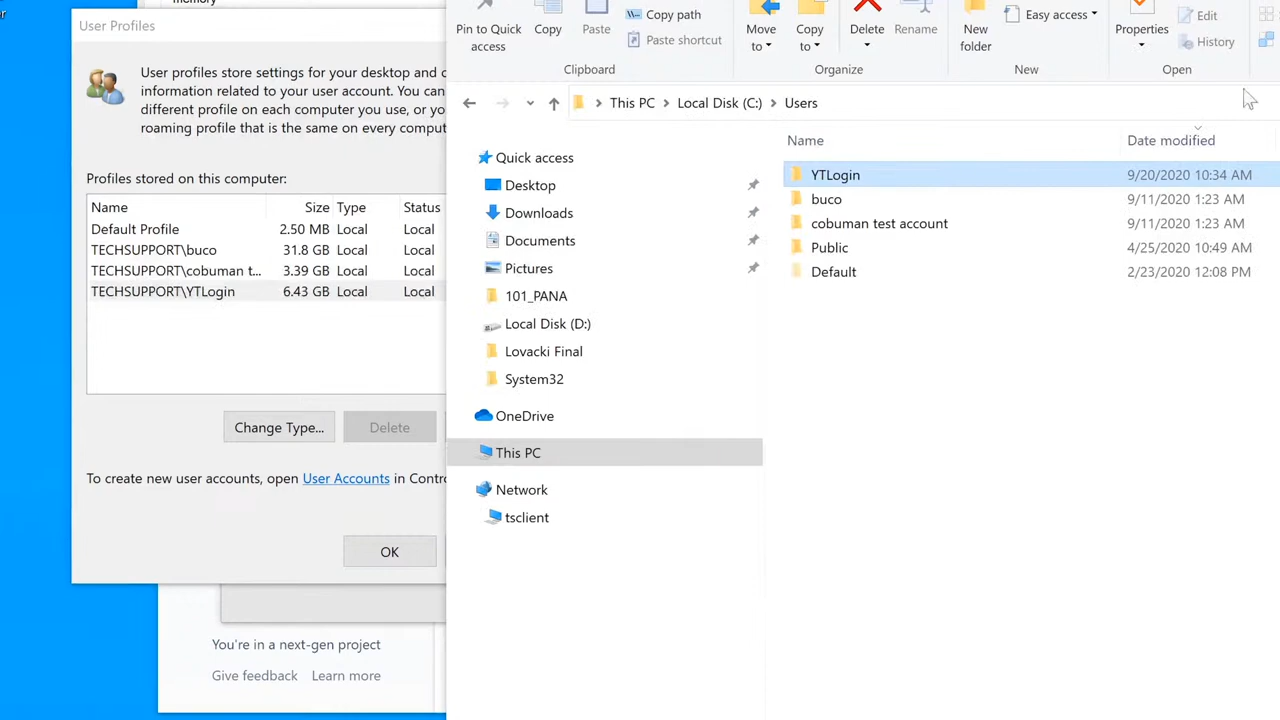 er
memory
User Profiles
User profiles store settings for your desktop and o
information related to your user account. You can
different profile on each computer you use, or yo
roaming profile that is the same on every comput
Profiles stored on this computer:
Name Size Type Status
Default Profile 2.50 MB Local Local
TECHSUPPORT\buco 31.8 GB Local Local
TECHSUPPORT\cobuman t... 3.39 GB Local Local
TECHSUPPORT\YTLogin 6.43 GB Local Local
Change Type...
Delete
To create new user accounts, open User Accounts in Contro
OK
You're in a next-gen project
Give feedback Learn more
Pin to Quick access
Copy
Paste
Copy path
Paste shortcut
Clipboard
Move to
Copy to
Delete
Rename
Organize
New folder
Easy access
New
Properties
Edit
History
Open
This PC > Local Disk (C:) > Users
Quick access
Desktop
Downloads
Documents
Pictures
101_PANA
Local Disk (D:)
Lovacki Final
System32
OneDrive
This PC
Network
tsclient
Name Date modified
YTLogin 9/20/2020 10:34 AM
buco 9/11/2020 1:23 AM
cobuman test account 9/11/2020 1:23 AM
Public 4/25/2020 10:49 AM
Default 2/23/2020 12:08 PM